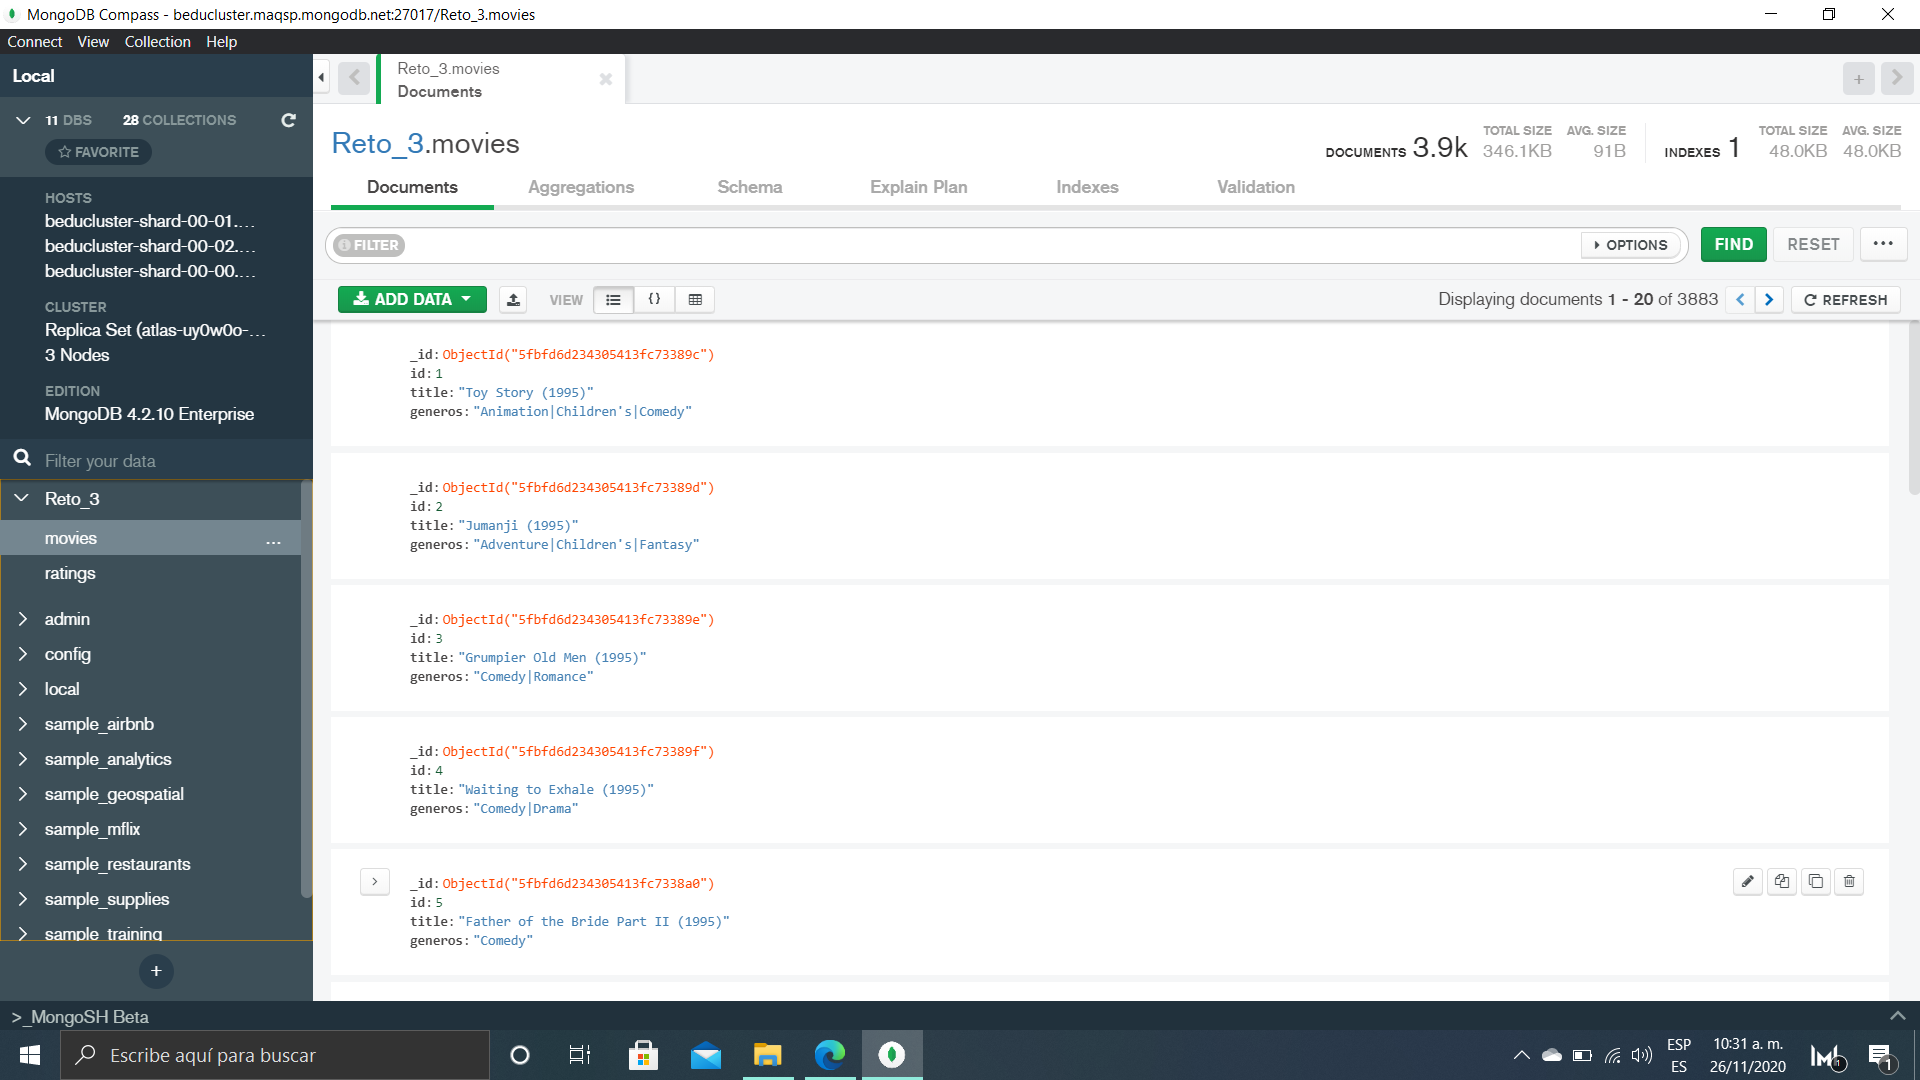 MongoDB Compass - beducluster.maqsp.mongodb.net:27017/Reto_3.movies
Connect View Collection Help
Local
11 DBS 28 COLLECTIONS
FAVORITE
HOSTS
beducluster-shard-00-01....
beducluster-shard-00-02....
beducluster-shard-00-00....
CLUSTER
Replica Set (atlas-uy0w0o-...
3 Nodes
EDITION
MongoDB 4.2.10 Enterprise
Filter your data
Reto_3
movies ...
ratings
admin
config
local
sample_airbnb
sample_analytics
sample_geospatial
sample_mflix
sample_restaurants
sample_supplies
sample_training
+
Reto_3.movies
Documents
Reto_3.movies
DOCUMENTS 3.9k TOTAL SIZE 346.1KB AVG. SIZE 91B INDEXES 1 TOTAL SIZE 48.0KB AVG. SIZE 48.0KB
Documents Aggregations Schema Explain Plan Indexes Validation
FILTER OPTIONS FIND RESET ...
ADD DATA VIEW {} Displaying documents 1 - 20 of 3883 REFRESH
_id: ObjectId("5fbfd6d234305413fc73389c")
id: 1
title: "Toy Story (1995)"
generos: "Animation|Children's|Comedy"
_id: ObjectId("5fbfd6d234305413fc73389d")
id: 2
title: "Jumanji (1995)"
generos: "Adventure|Children's|Fantasy"
_id: ObjectId("5fbfd6d234305413fc73389e")
id: 3
title: "Grumpier Old Men (1995)"
generos: "Comedy|Romance"
_id: ObjectId("5fbfd6d234305413fc73389f")
id: 4
title: "Waiting to Exhale (1995)"
generos: "Comedy|Drama"
_id: ObjectId("5fbfd6d234305413fc7338a0")
id: 5
title: "Father of the Bride Part II (1995)"
generos: "Comedy"
>_MongoSH Beta
Escribe aquí para buscar
ESP
ES
10:31 a. m.
26/11/2020
1
1